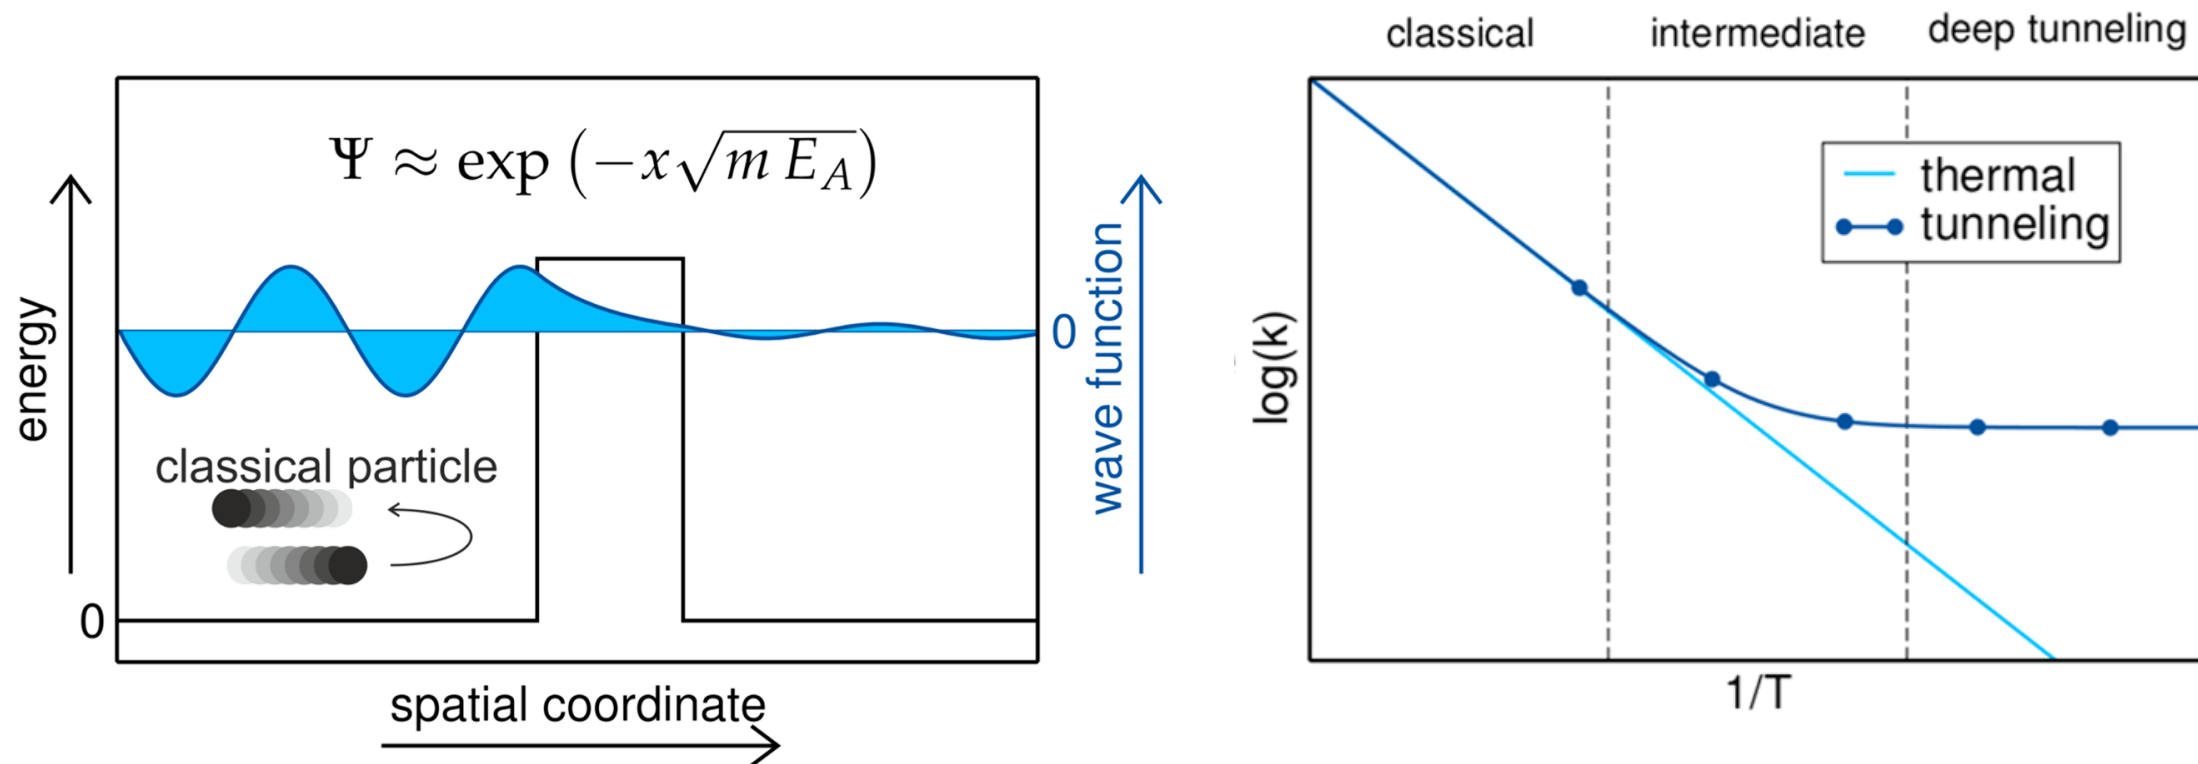 Ψ ≈ exp (−x√m E_A)
energy
0
classical particle
0
wave function
spatial coordinate
classical intermediate deep tunneling
thermal
tunneling
log(k)
1/T